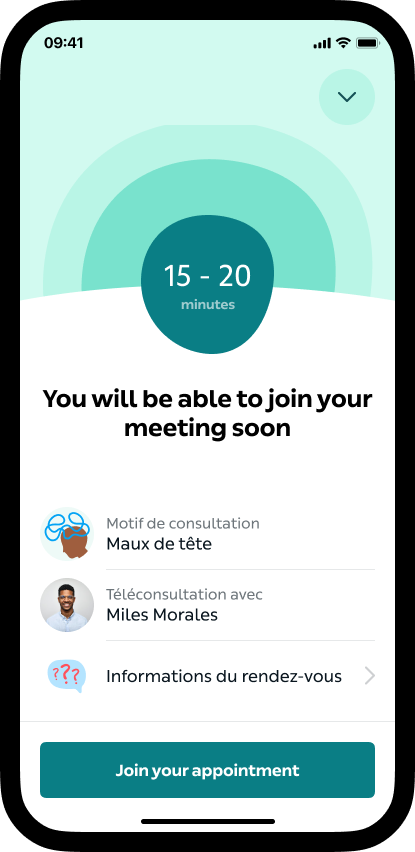 09:41
15 - 20
minutes
You will be able to join your
meeting soon
Motif de consultation
Maux de tête
Téléconsultation avec
Miles Morales
???
Informations du rendez-vous
Join your appointment